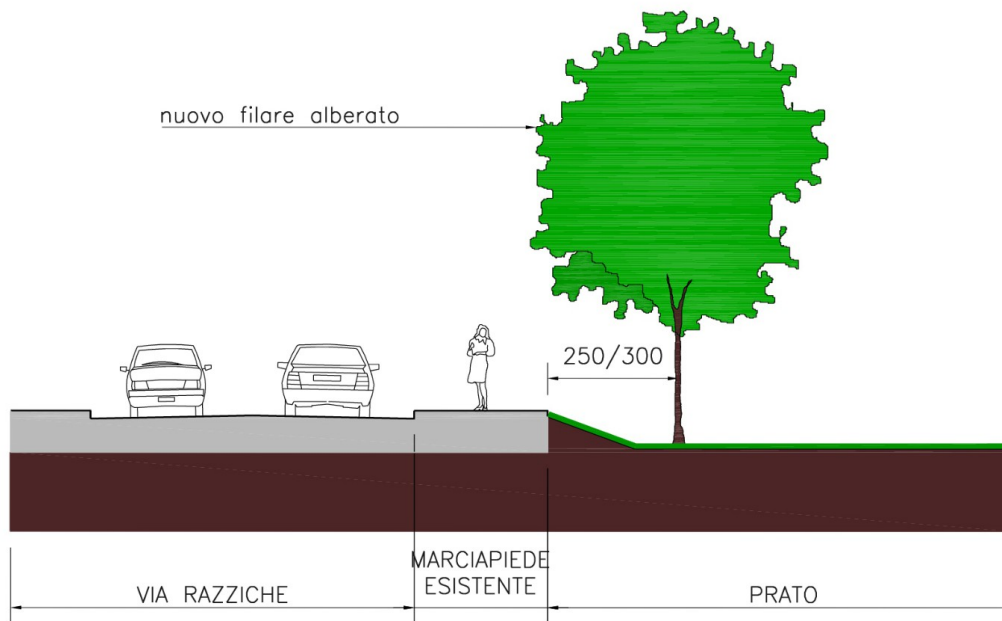 nuovo filare alberato
250/300
MARCIAPIEDE
ESISTENTE
VIA RAZZICHE
PRATO